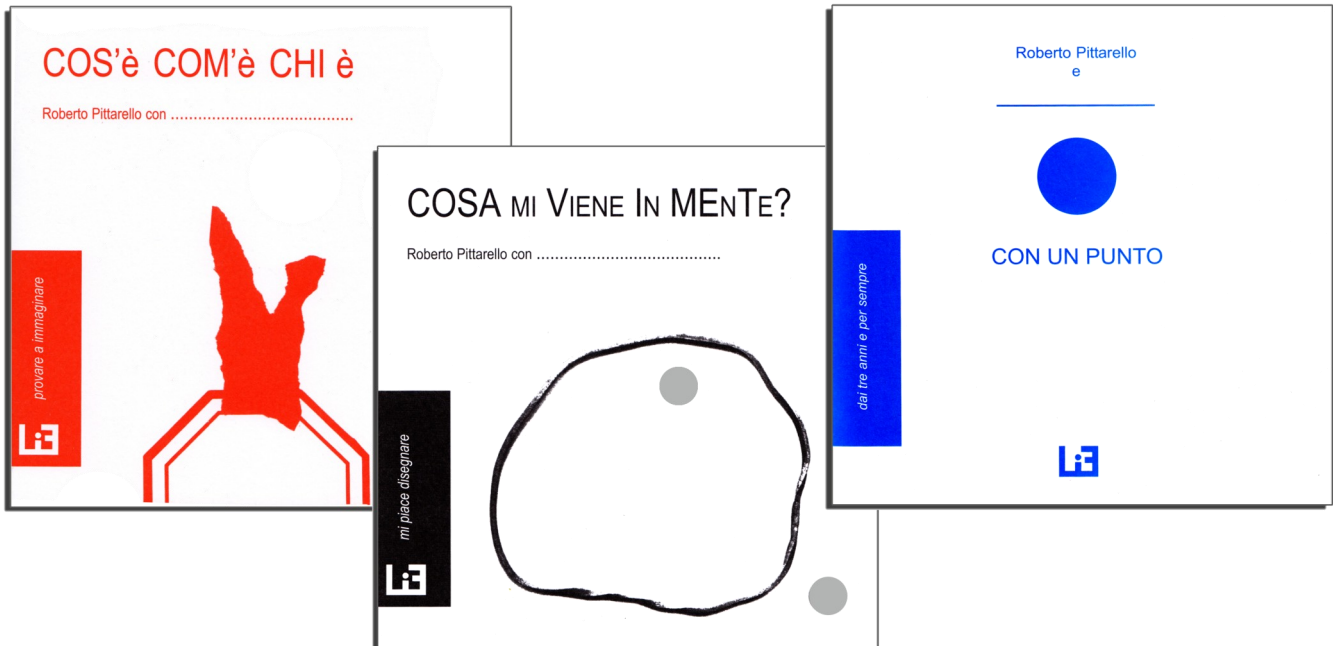 COS'è COM'è CHI è
Roberto Pittarello con ..........................................
provare a immaginare
COSA MI VIENE IN MENTE?
Roberto Pittarello con ..........................................
mi piace disegnare
Roberto Pittarello
e
CON UN PUNTO
dai tre anni e per sempre